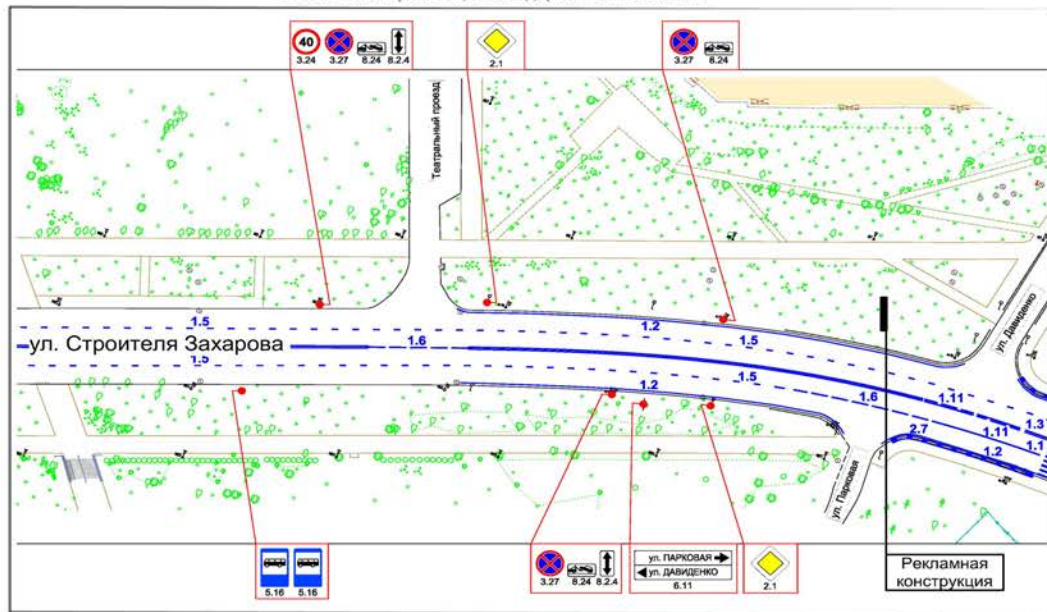 40
3.24 3.27 8.24 8.2.4
2.1
3.27 8.24
Театральный проезд
1.5
1.2
1.5
ул. Строителя Захарова
1.6
1.5
1.5
1.2
1.6
1.11
1.3
1.11
1.1
2.7
1.2
ул. Давиденко
ул. Парковая
5.16 5.16
3.27 8.24 8.2.4
ул. ПАРКОВАЯ
ул. ДАВИДЕНКО
6.11
2.1
Рекламная
конструкция